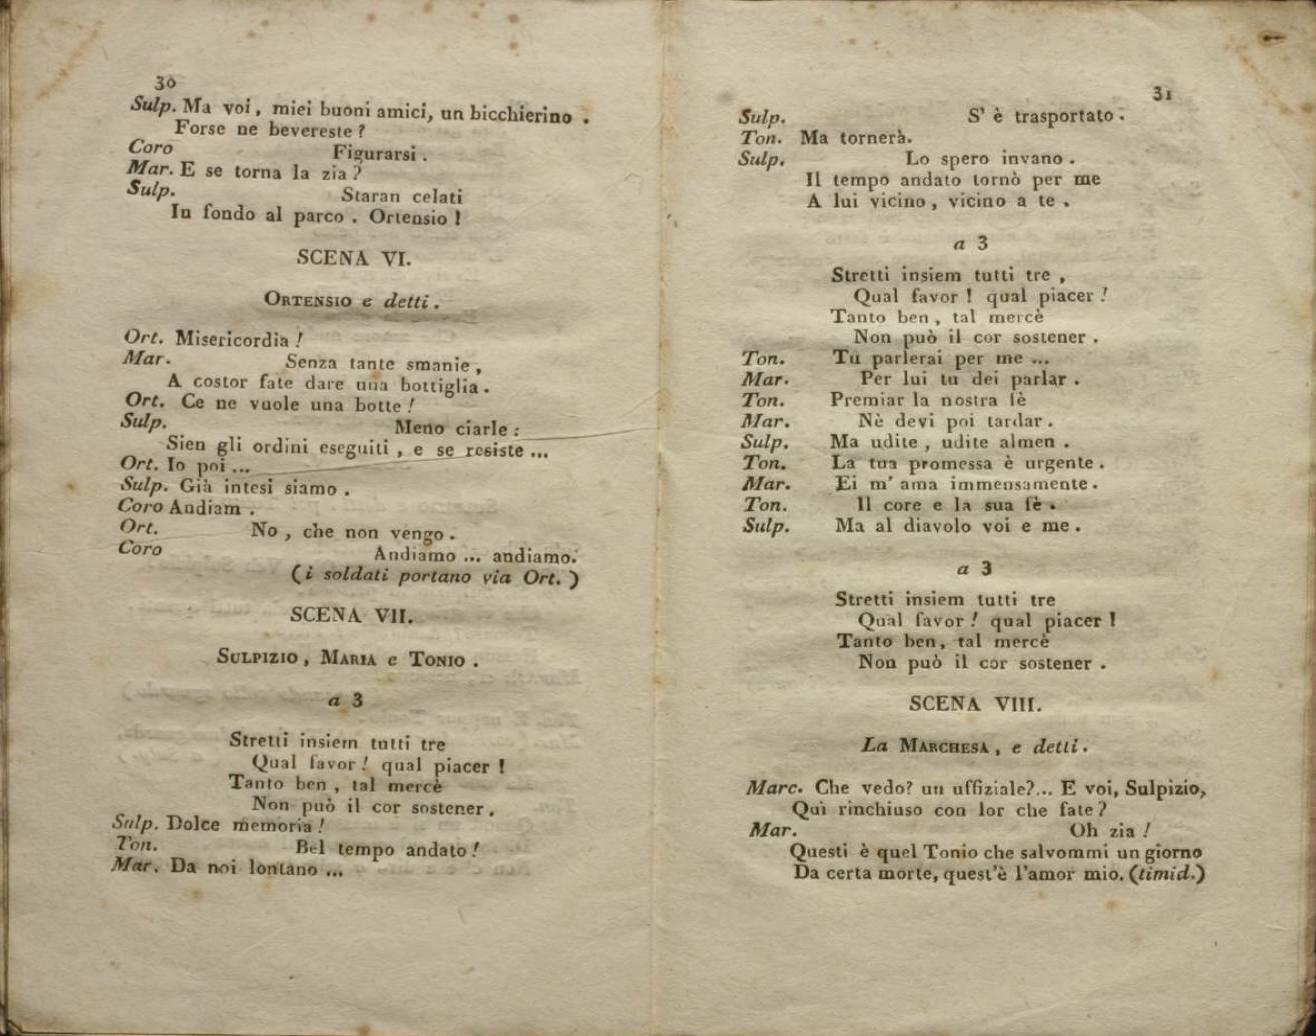 30
Sulp. Ma voi, miei buoni amici, un bicchierino .
Forse ne bevereste ?
Coro Figurarsi .
Mar. E se torna la zia ?
Sulp. Staran celati
In fondo al parco . Ortensio !
SCENA VI.
ORTENSIO e detti .
Ort. Misericordia !
Mar. Senza tante smanie ,
A costor fate dare una bottiglia .
Ort. Ce ne vuole una botte !
Sulp. Meno ciarle :
Sien gli ordini eseguiti , e se resiste ...
Ort. Io poi ...
Sulp. Già intesi siamo .
Coro Andiam .
Ort. No , che non vengo .
Coro Andiamo ... andiamo.
(i soldati portano via Ort. )
SCENA VII.
SULPIZIO , MARIA e TONIO .
a 3
Stretti insiem tutti tre
Qual favor ! qual piacer !
Tanto ben , tal mercè
Non può il cor sostener .
Sulp. Dolce memoria !
Ton. Bel tempo andato !
Mar. Da noi lontano ...
31
Sulp. S' è trasportato .
Ton. Ma tornerà.
Sulp. Lo spero invano .
Il tempo andato tornò per me
A lui vicino , vicino a te .
a 3
Stretti insiem tutti tre ,
Qual favor ! qual piacer !
Tanto ben , tal mercè
Non può il cor sostener .
Ton. Tu parlerai per me ...
Mar. Per lui tu dei parlar .
Ton. Premiar la nostra fè
Mar. Nè devi poi tardar .
Sulp. Ma udite , udite almen .
Ton. La tua promessa è urgente .
Mar. Ei m' ama immensamente .
Ton. Il core e la sua fè .
Sulp. Ma al diavolo voi e me .
a 3
Stretti insiem tutti tre
Qual favor ! qual piacer !
Tanto ben , tal mercè
Non può il cor sostener .
SCENA VIII.
La MARCHESA , e detti .
Marc. Che vedo? un uffiziale?... E voi, Sulpizio,
Quì rinchiuso con lor che fate ?
Mar. Oh zia !
Questi è quel Tonio che salvommi un giorno
Da certa morte, quest'è l'amor mio. (timid.)